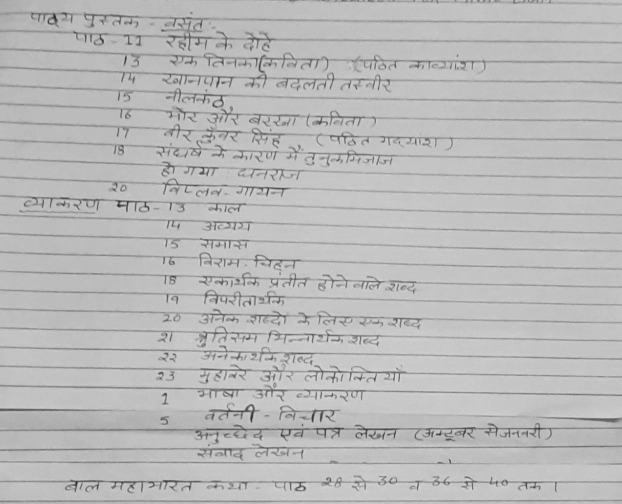 पाठ्य पुस्तक - वसंत -
पाठ - 11 रहीम के दोहे
13 एक तिनका (कविता) (पठित काव्यांश)
14 खानपान की बदलती तस्वीर
15 नीलकंठ
16 भोर और बरखा (कविता)
17 वीर कुँवर सिंह (पठित गद्यांश)
18 संघर्ष के कारण मैं तुनुकमिजाज
हो गया : धनराज
20 विप्लव - गायन
व्याकरण पाठ - 13 काल
14 अव्यय
15 समास
16 विराम - चिह्न
18 एकार्थक प्रतीत होने वाले शब्द
19 विपरीतार्थक
20 अनेक शब्दों के लिए एक शब्द
21 श्रुतिसम भिन्नार्थक शब्द
22 अनेकार्थक शब्द
23 मुहावरे और लोकोक्तियाँ
1 भाषा और व्याकरण
5 वर्तनी - विचार
अनुच्छेद एवं पत्र लेखन (अक्टूबर से जनवरी)
संवाद लेखन
बाल महाभारत कथा - पाठ 28 से 30 व 36 से 40 तक ।